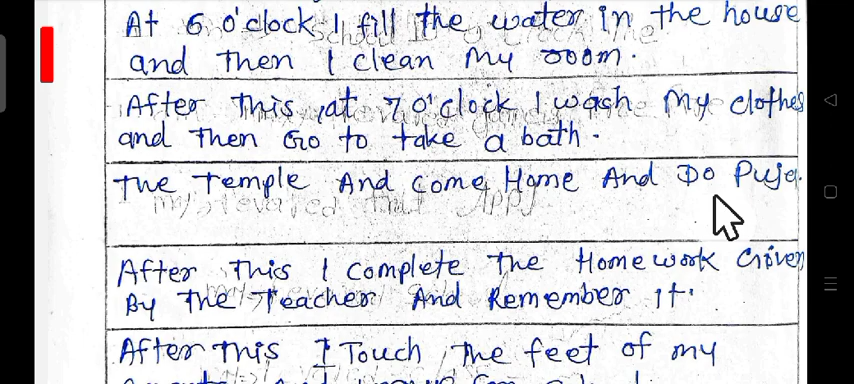 At 6 o'clock I fill the water in the house
and then I clean my room.
After this, at 7 o'clock I wash my clothes
and then Go to take a bath.
The Temple And Come Home And Do Puja.
After This I complete the Homework Given
By The Teacher And Remember it.
After This I Touch The feet of my